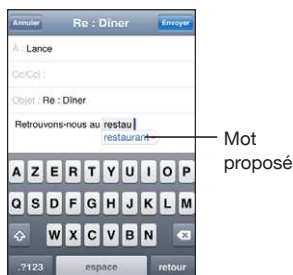 Annuler Re : Dîner Envoyer
À : Lance
Cc/Cci :
Objet : Re : Dîner
Retrouvons-nous au restau
restaurant
Mot
proposé
A Z E R T Y U I O P
Q S D F G H J K L M
W X C V B N
.?123 espace retour